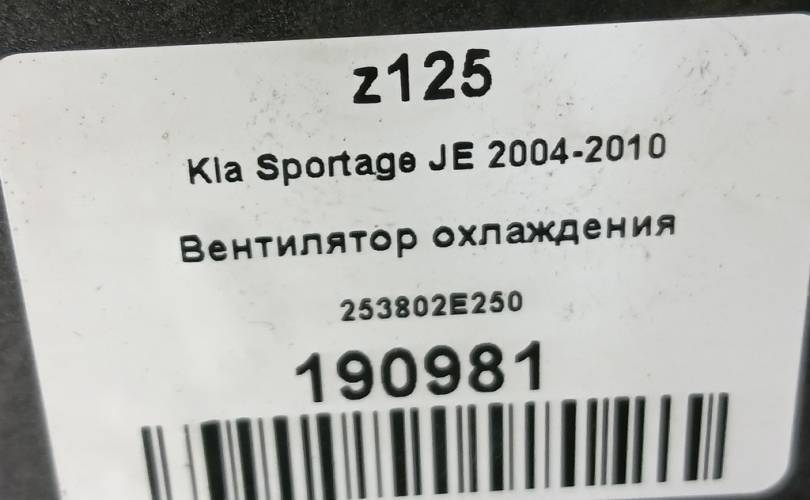 z125
Kia Sportage JE 2004-2010
Вентилятор охлаждения
253802E250
190981